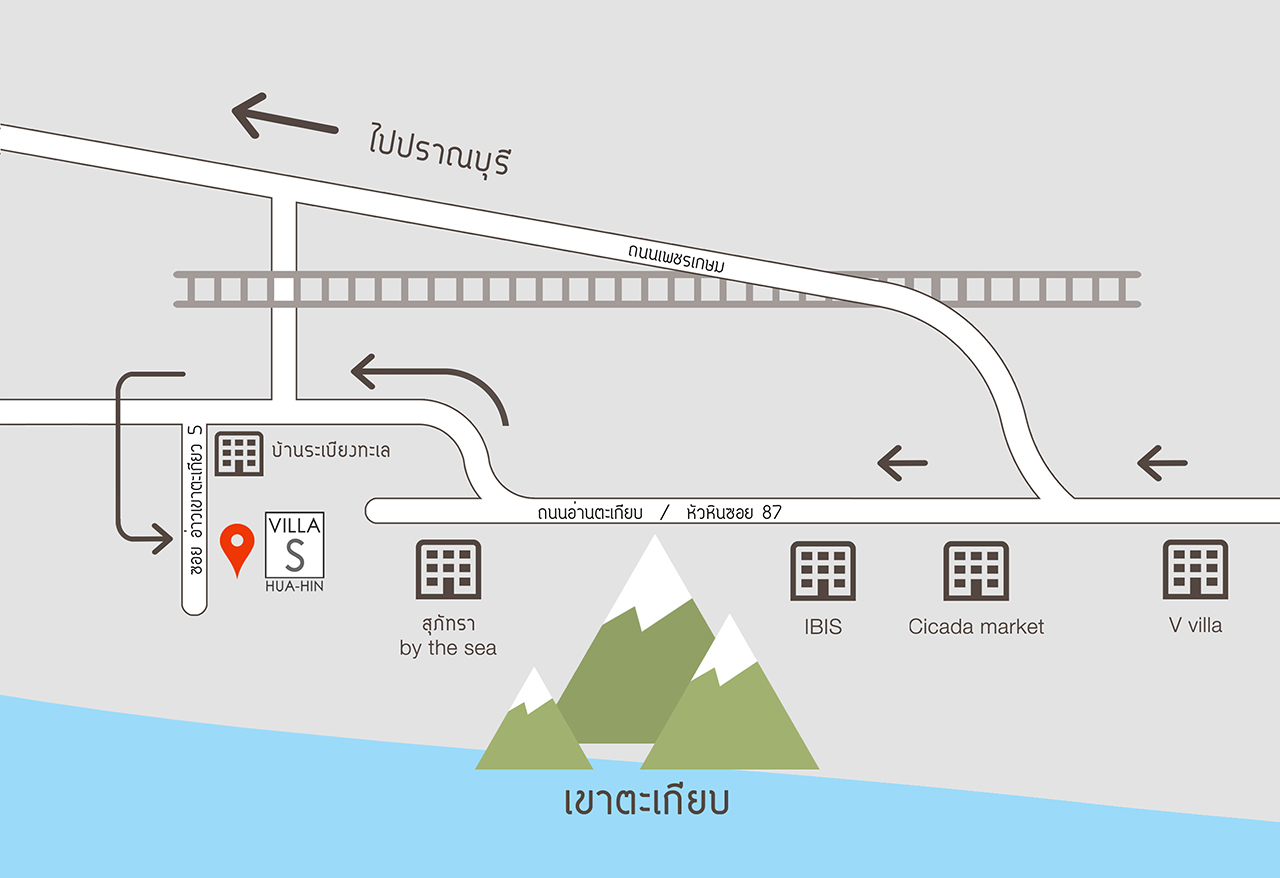 ไปปราณบุรี
ถนนเพชรเกษม
บ้านระเบียงทะเล
ซอย อ่าวเขาตะเกียบ 5
VILLA
S
HUA-HIN
ถนนอ่านตะเกียบ / หัวหินซอย 87
สุภัทรา
by the sea
IBIS
Cicada market
V villa
เขาตะเกียบ